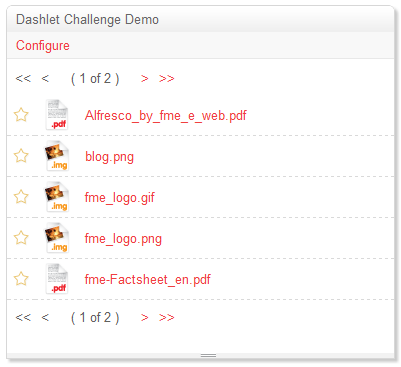 Dashlet Challenge Demo
Configure
<< < ( 1 of 2 ) > >>
.pdf Alfresco_by_fme_e_web.pdf
.img blog.png
.img fme_logo.gif
.img fme_logo.png
.pdf fme-Factsheet_en.pdf
<< < ( 1 of 2 ) > >>